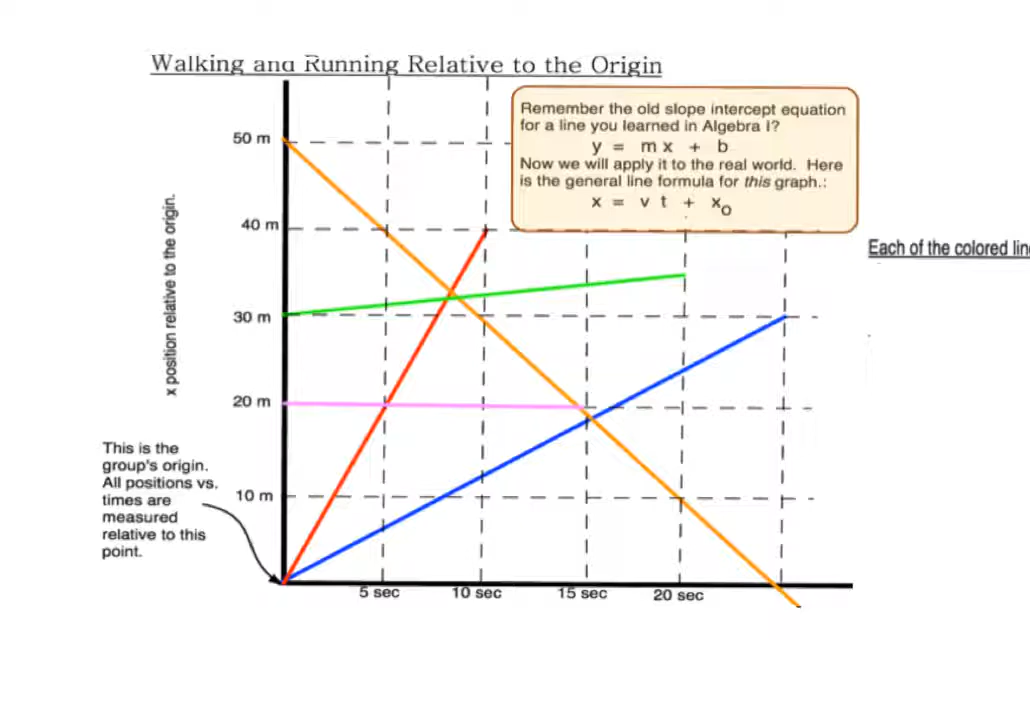 Walking and Running Relative to the Origin
Remember the old slope intercept equation
for a line you learned in Algebra I?
y = m x + b
Now we will apply it to the real world. Here
is the general line formula for this graph.:
x = v t + xo
50 m
40 m
30 m
20 m
10 m
x position relative to the origin.
Each of the colored lin
This is the
group's origin.
All positions vs.
times are
measured
relative to this
point.
5 sec
10 sec
15 sec
20 sec